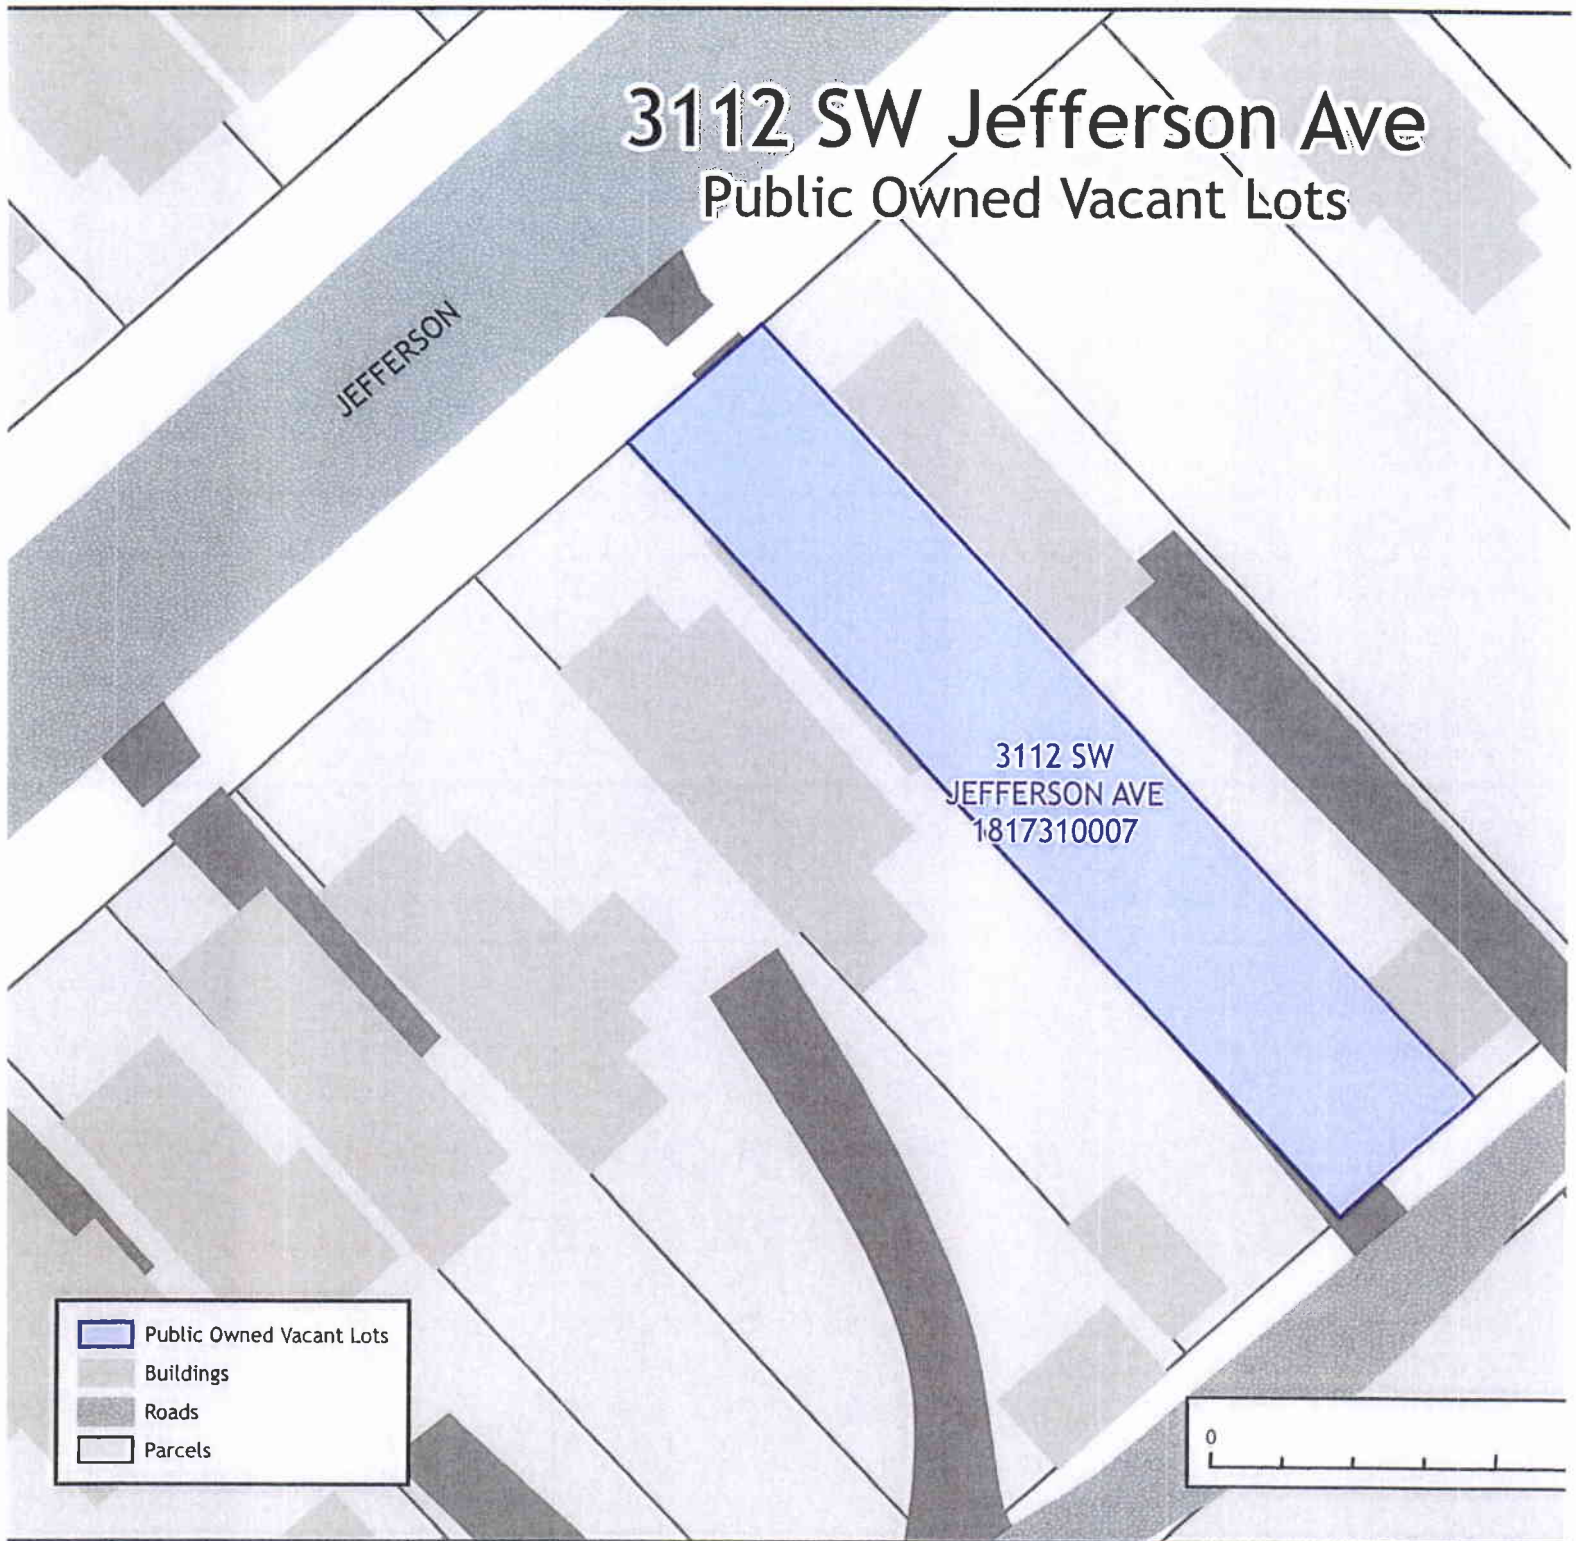 3112 SW Jefferson Ave
Public Owned Vacant Lots
JEFFERSON
3112 SW
JEFFERSON AVE
1817310007
Public Owned Vacant Lots
Buildings
Roads
Parcels
0